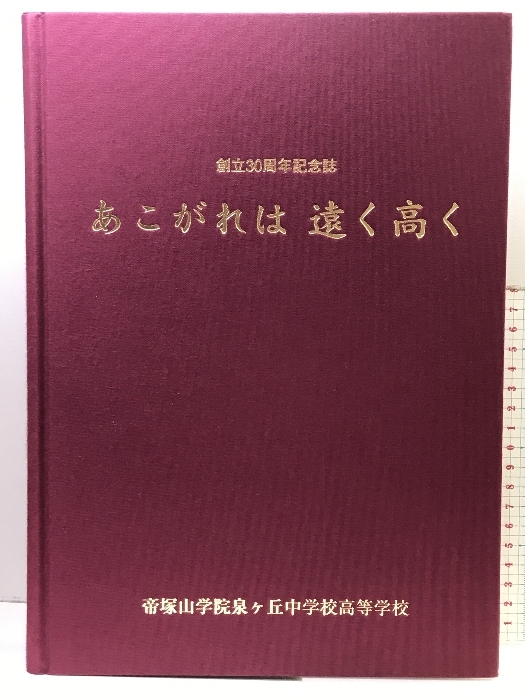 創立30周年記念誌
あこがれは 遠く高く
帝塚山学院泉ヶ丘中学校高等学校